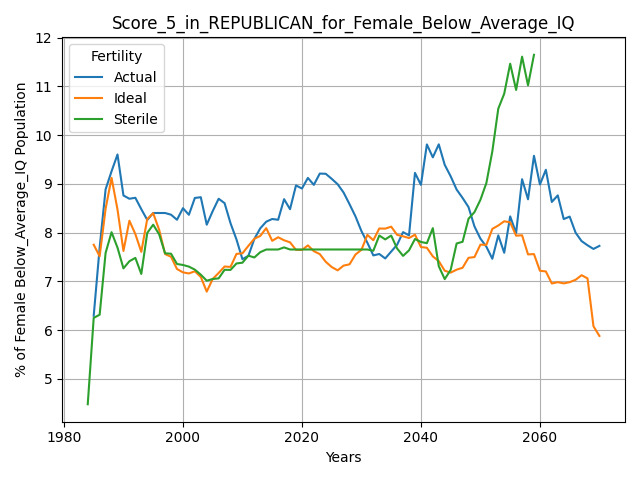 Score_5_in_REPUBLICAN_for_Female_Below_Average_IQ
Fertility
Actual
Ideal
Sterile
% of Female Below_Average_IQ Population
12
11
10
9
8
7
6
5
1980
2000
2020
2040
2060
Years